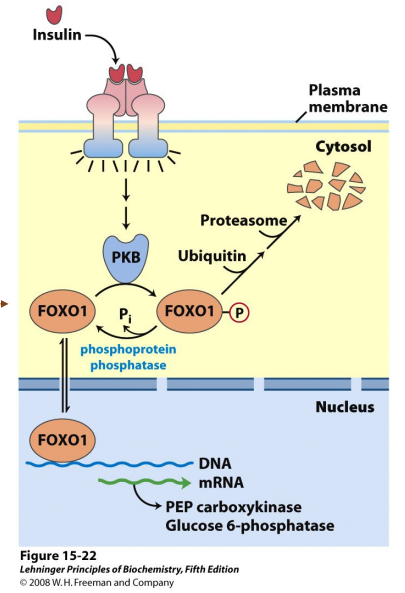 Insulin
Plasma
membrane
Cytosol
Proteasome
Ubiquitin
PKB
FOXO1
Pi
FOXO1
P
phosphoprotein
phosphatase
Nucleus
FOXO1
DNA
mRNA
PEP carboxykinase
Glucose 6-phosphatase
Figure 15-22
Lehninger Principles of Biochemistry, Fifth Edition
© 2008 W. H. Freeman and Company